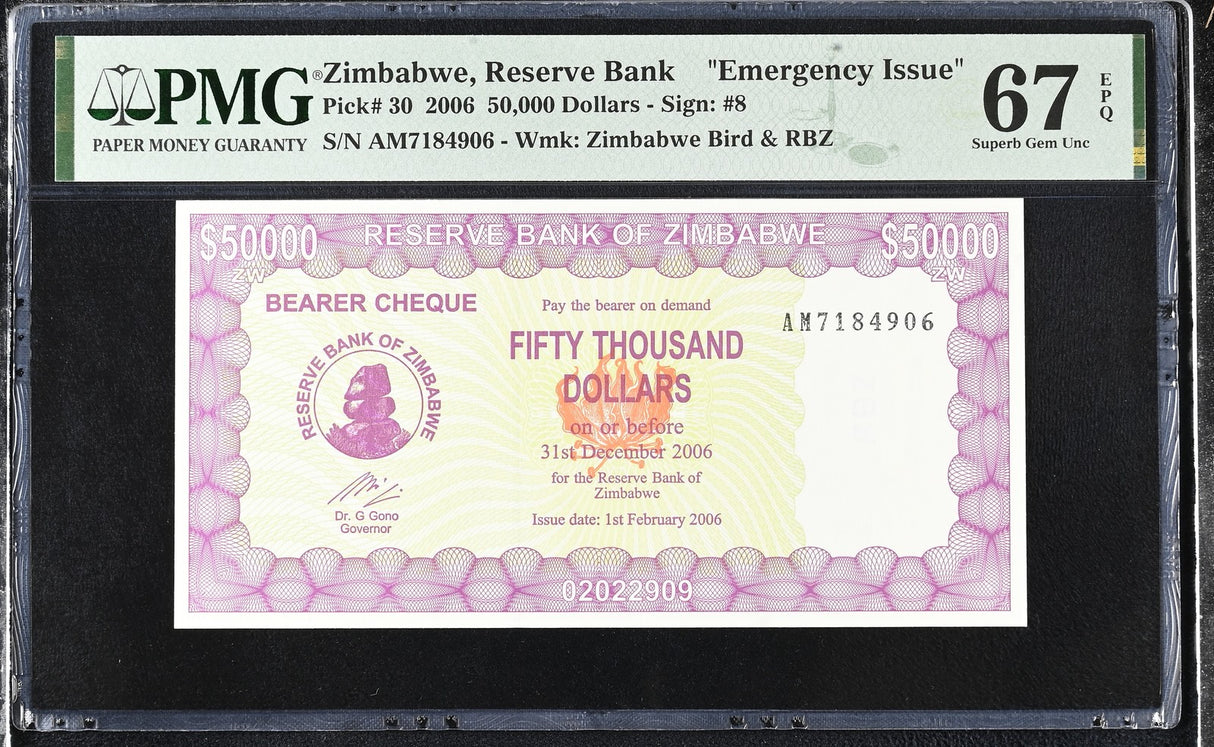 PMG®
PAPER MONEY GUARANTY
Zimbabwe, Reserve Bank "Emergency Issue"
Pick# 30 2006 50,000 Dollars - Sign: #8
S/N AM7184906 - Wmk: Zimbabwe Bird & RBZ
67
EPQ
Superb Gem Unc
$50000 RESERVE BANK OF ZIMBABWE $50000
ZW ZW
BEARER CHEQUE
RESERVE BANK OF ZIMBABWE
Dr. G Gono
Governor
Pay the bearer on demand
FIFTY THOUSAND
DOLLARS
on or before
31st December 2006
for the Reserve Bank of
Zimbabwe
Issue date: 1st February 2006
AM7184906
02022909